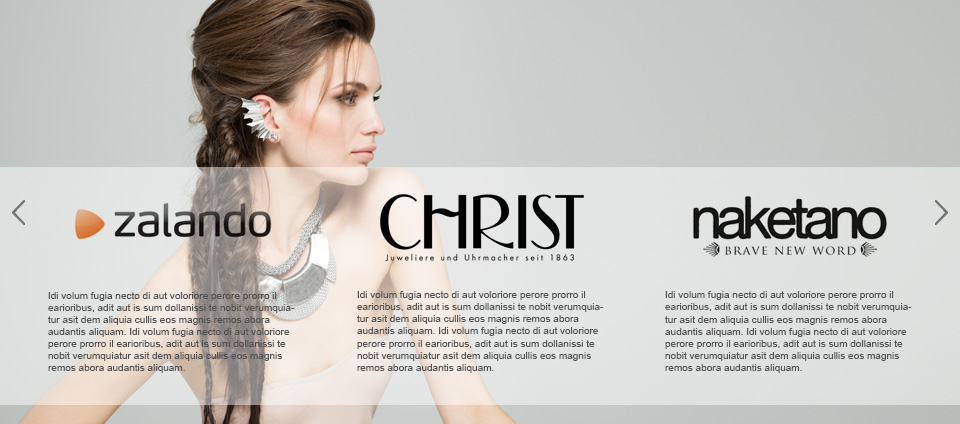 zalando
Idi volum fugia necto di aut voloriore perore prorro il
earioribus, adit aut is sum dollanissi te nobit verumquia-
tur asit dem aliquia cullis eos magnis remos abora
audantis aliquam. Idi volum fugia necto di aut voloriore
perore prorro il earioribus, adit aut is sum dollanissi te
nobit verumquiatur asit dem aliquia cullis eos magnis
remos abora audantis aliquam.
CHRIST
Juweliere und Uhrmacher seit 1863
Idi volum fugia necto di aut voloriore perore prorro il
earioribus, adit aut is sum dollanissi te nobit verumquia-
tur asit dem aliquia cullis eos magnis remos abora
audantis aliquam. Idi volum fugia necto di aut voloriore
perore prorro il earioribus, adit aut is sum dollanissi te
nobit verumquiatur asit dem aliquia cullis eos magnis
remos abora audantis aliquam.
naketano
BRAVE NEW WORD
Idi volum fugia necto di aut voloriore perore prorro il
earioribus, adit aut is sum dollanissi te nobit verumquia-
tur asit dem aliquia cullis eos magnis remos abora
audantis aliquam. Idi volum fugia necto di aut voloriore
perore prorro il earioribus, adit aut is sum dollanissi te
nobit verumquiatur asit dem aliquia cullis eos magnis
remos abora audantis aliquam.